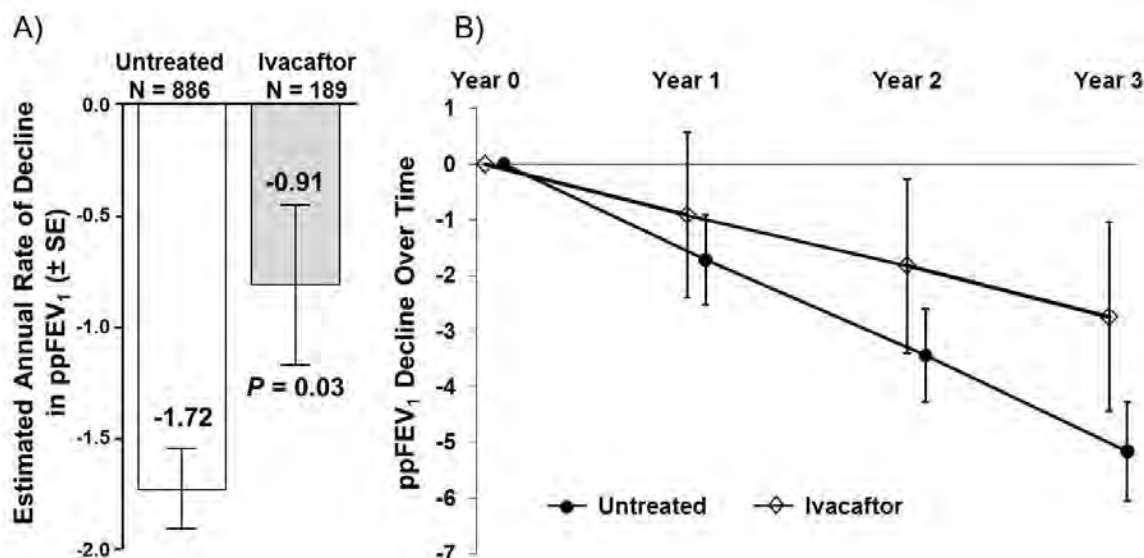 A)
Untreated
N = 886
Ivacaftor
N = 189
Estimated Annual Rate of Decline
in ppFEV₁ (± SE)
0.0
-0.5
-1.0
-1.5
-2.0
-1.72
-0.91
P = 0.03
B)
Year 0 Year 1 Year 2 Year 3
ppFEV₁ Decline Over Time
1
0
-1
-2
-3
-4
-5
-6
-7
Untreated Ivacaftor